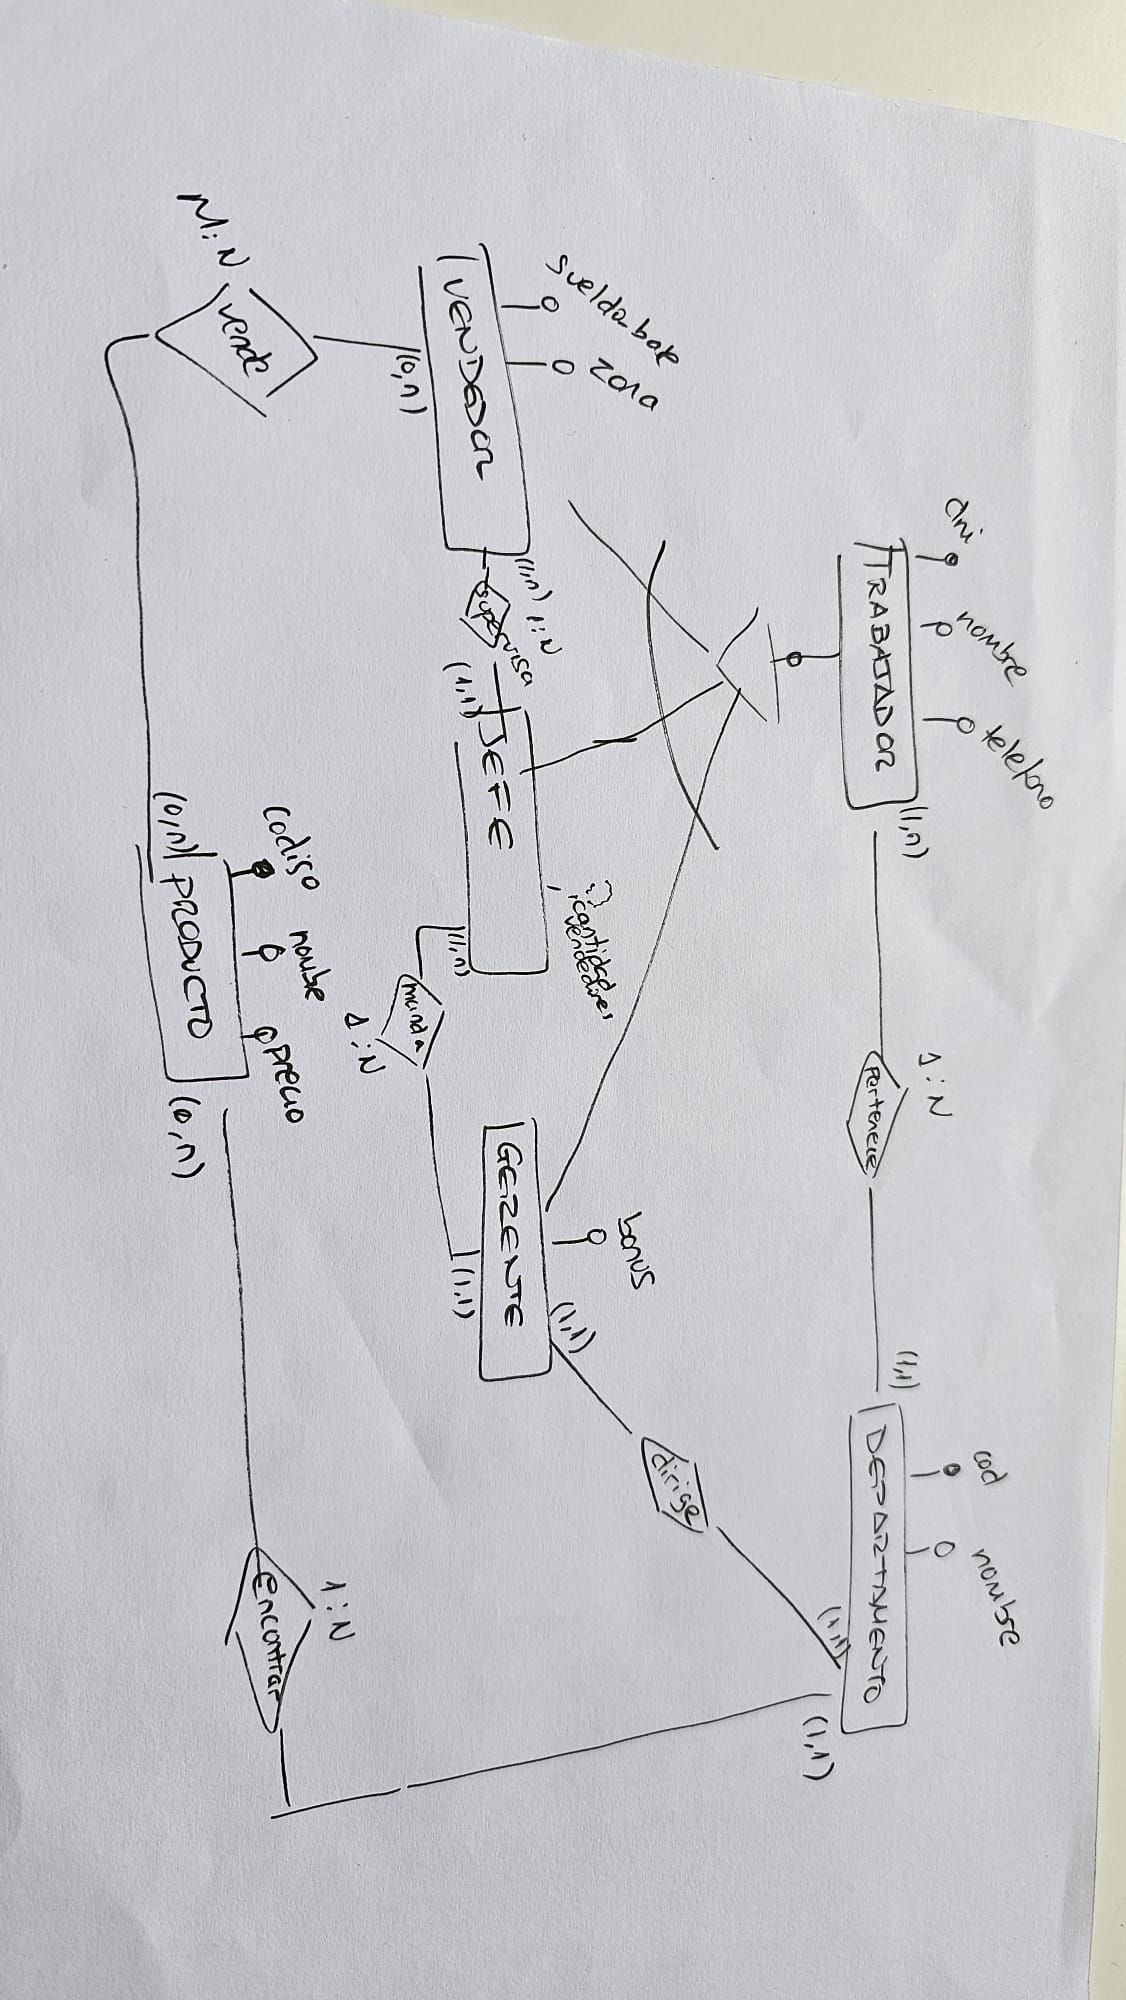 dni
nombre
telefono
cod
nombre
1:N
(1,n)
(1,1)
TRABAJADOR
pertenece
DEPARTAMENTO
(1,1)
(1,1)
dirige
sueldo_base
zona
bonus
cantidad
vendedores
(1,1)
(1,n) 1:N
supervisa
VENDEDOR
JEFE
GERENTE
(1,1)
(1,n)
(1,1)
manda
1:N
(0,n)
1:N
codigo
nombre
precio
encontrar
vende
M:N
(0,n)
PRODUCTO
(0,n)